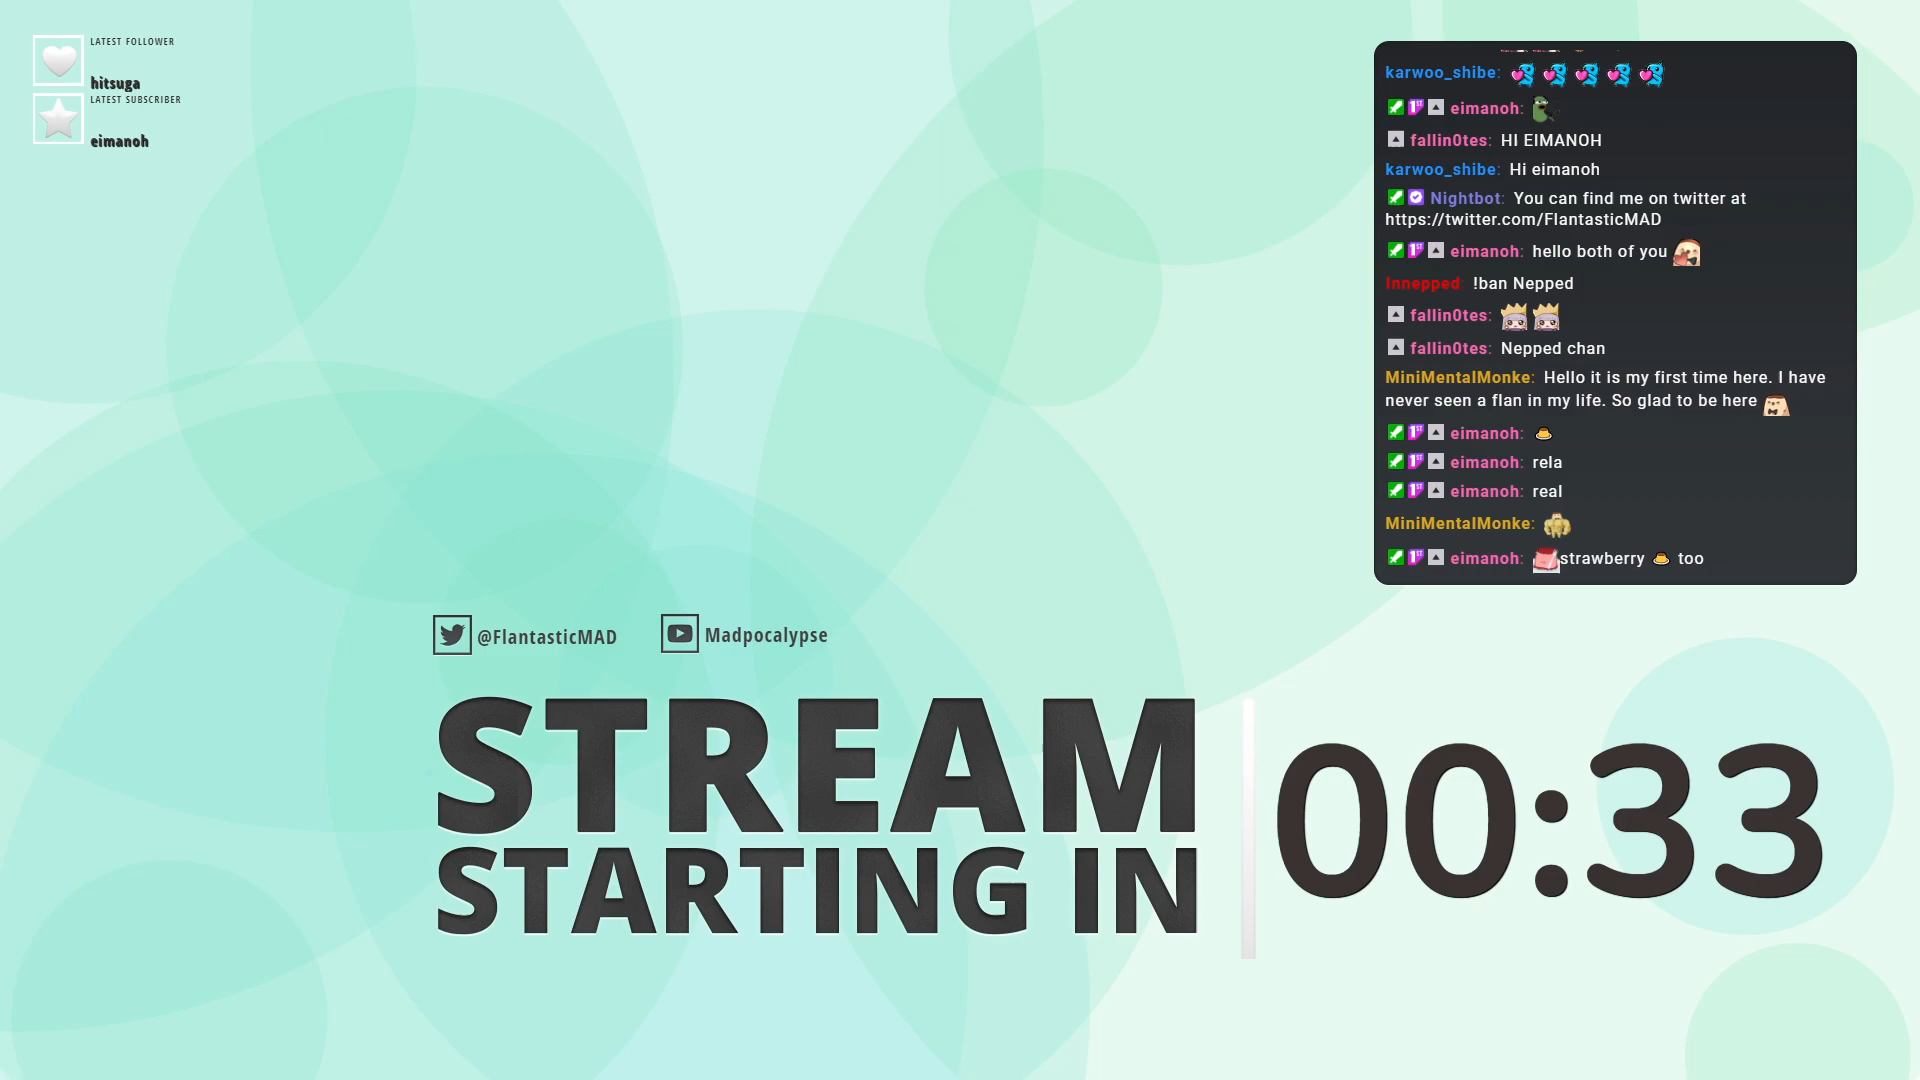 LATEST FOLLOWER
hitsuga
LATEST SUBSCRIBER
eimanoh
karwoo_shibe:
eimanoh:
fallin0tes: HI EIMANOH
karwoo_shibe: Hi eimanoh
Nightbot: You can find me on twitter at
https://twitter.com/FlantasticMAD
eimanoh: hello both of you
Innepped: !ban Nepped
fallin0tes:
fallin0tes: Nepped chan
MiniMentalMonke: Hello it is my first time here. I have
never seen a flan in my life. So glad to be here
eimanoh:
eimanoh: rela
eimanoh: real
MiniMentalMonke:
eimanoh: strawberry too
@FlantasticMAD
Madpocalypse
STREAM
STARTING IN
00:33